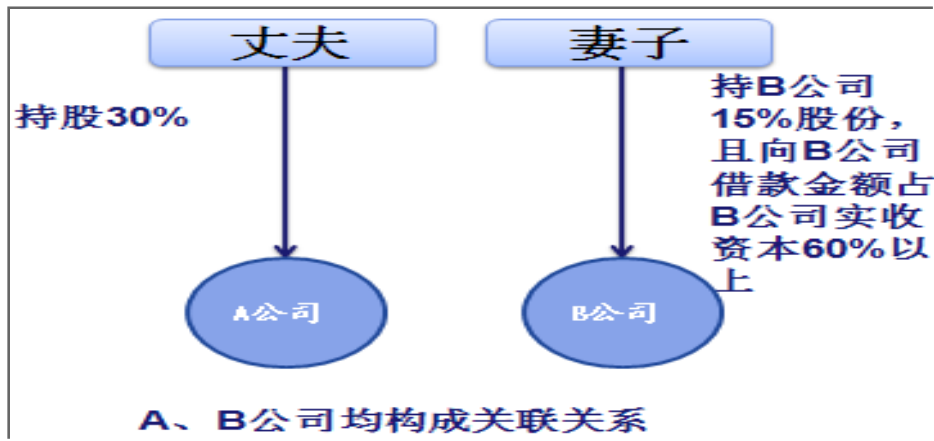 丈夫
妻子
持股30%
持B公司
15%股份，
且向B公司
借款金额占
B公司实收
资本60%以
上
A公司
B公司
A、B公司均构成关联关系